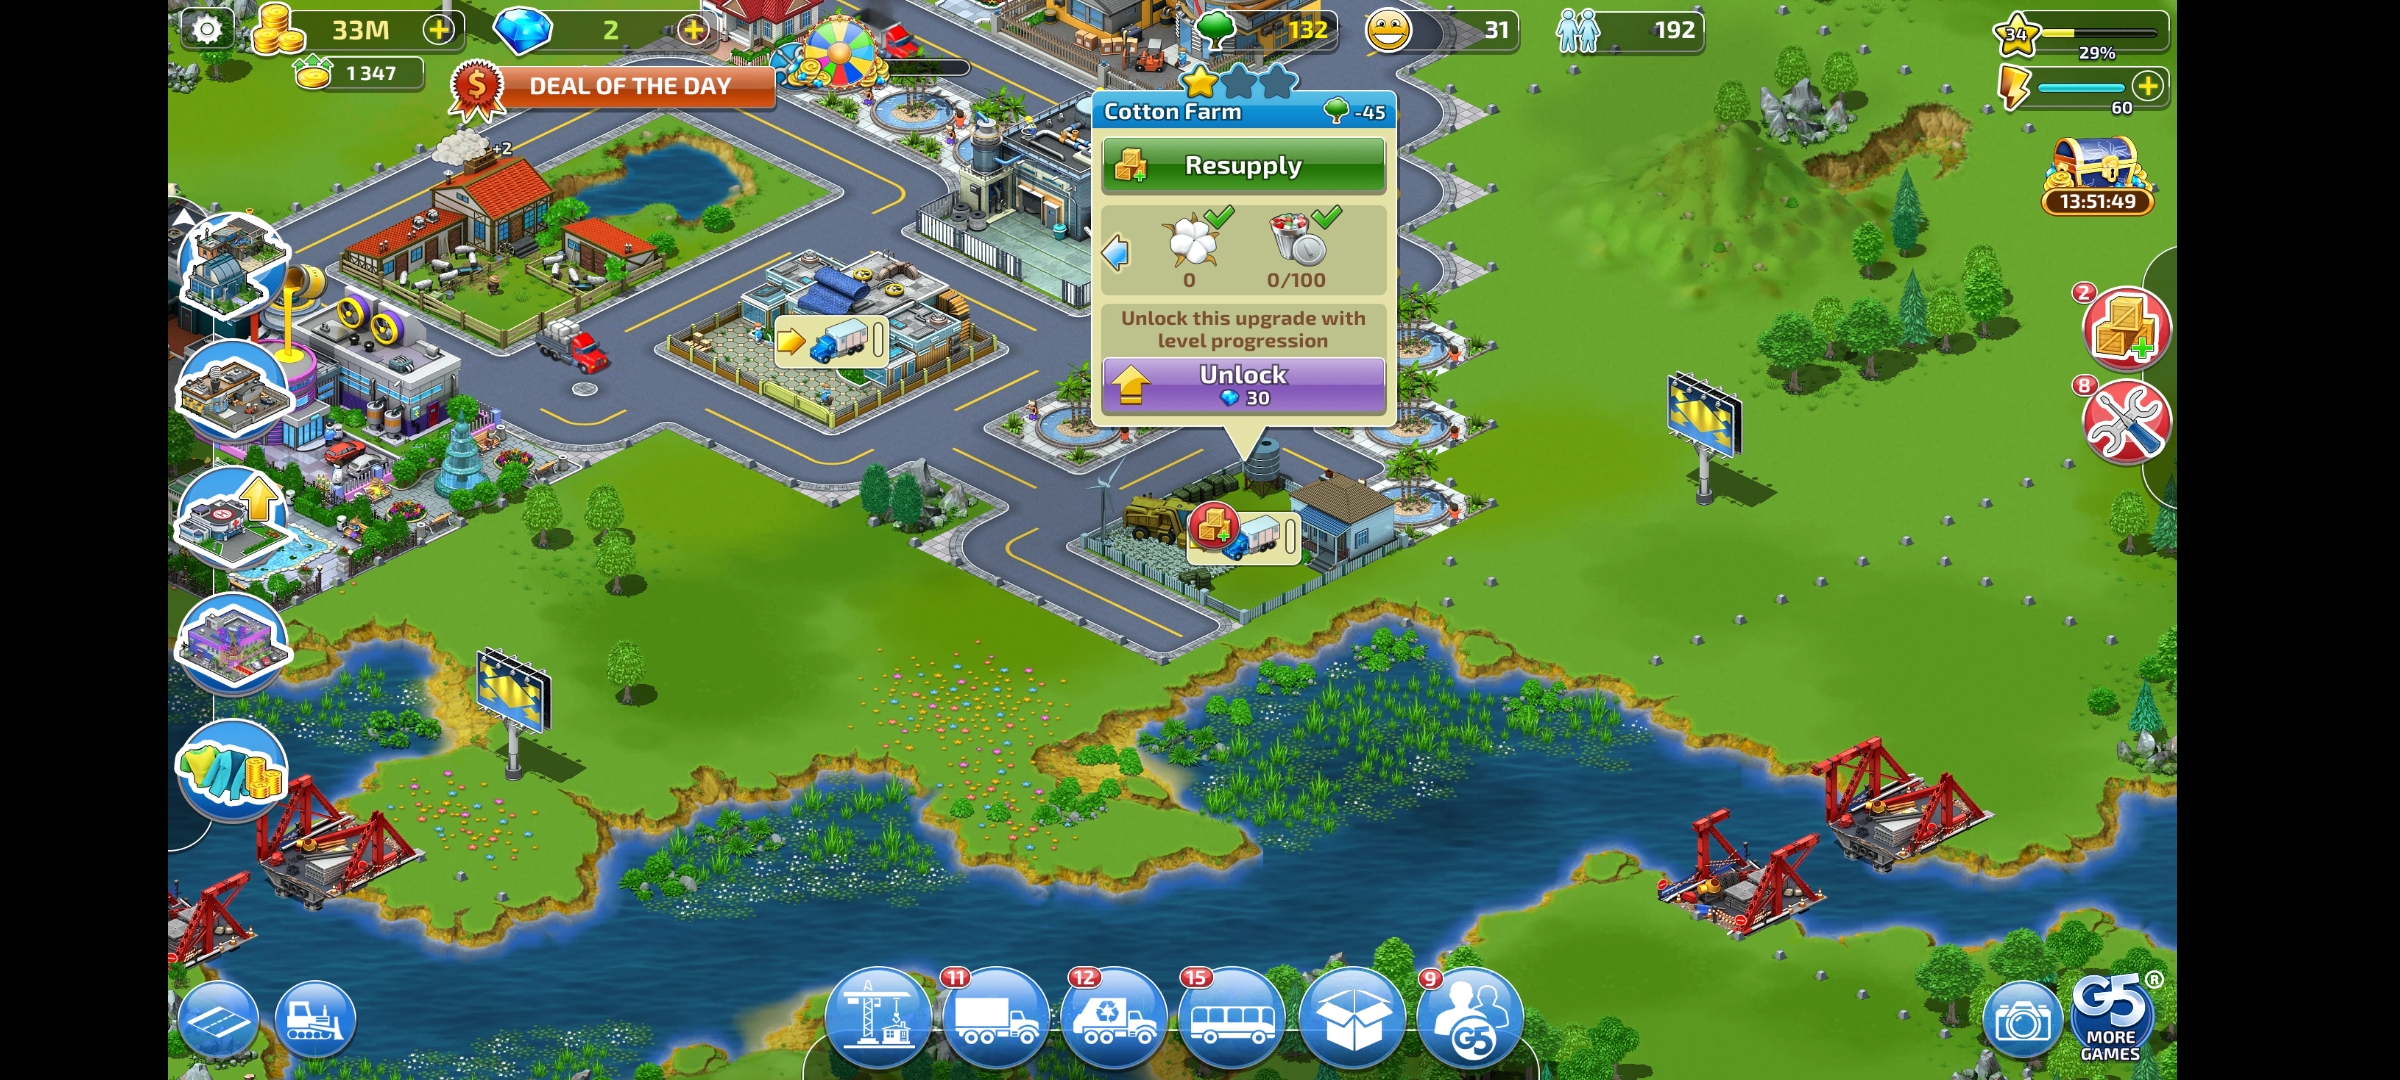 33M
2
132
31
192
34
29%
1 347
DEAL OF THE DAY
60
Cotton Farm
-45
Resupply
+2
13:51:49
0
0/100
2
Unlock this upgrade with
level progression
Unlock
30
8
11
12
15
9
G5
G5
®
MORE
GAMES